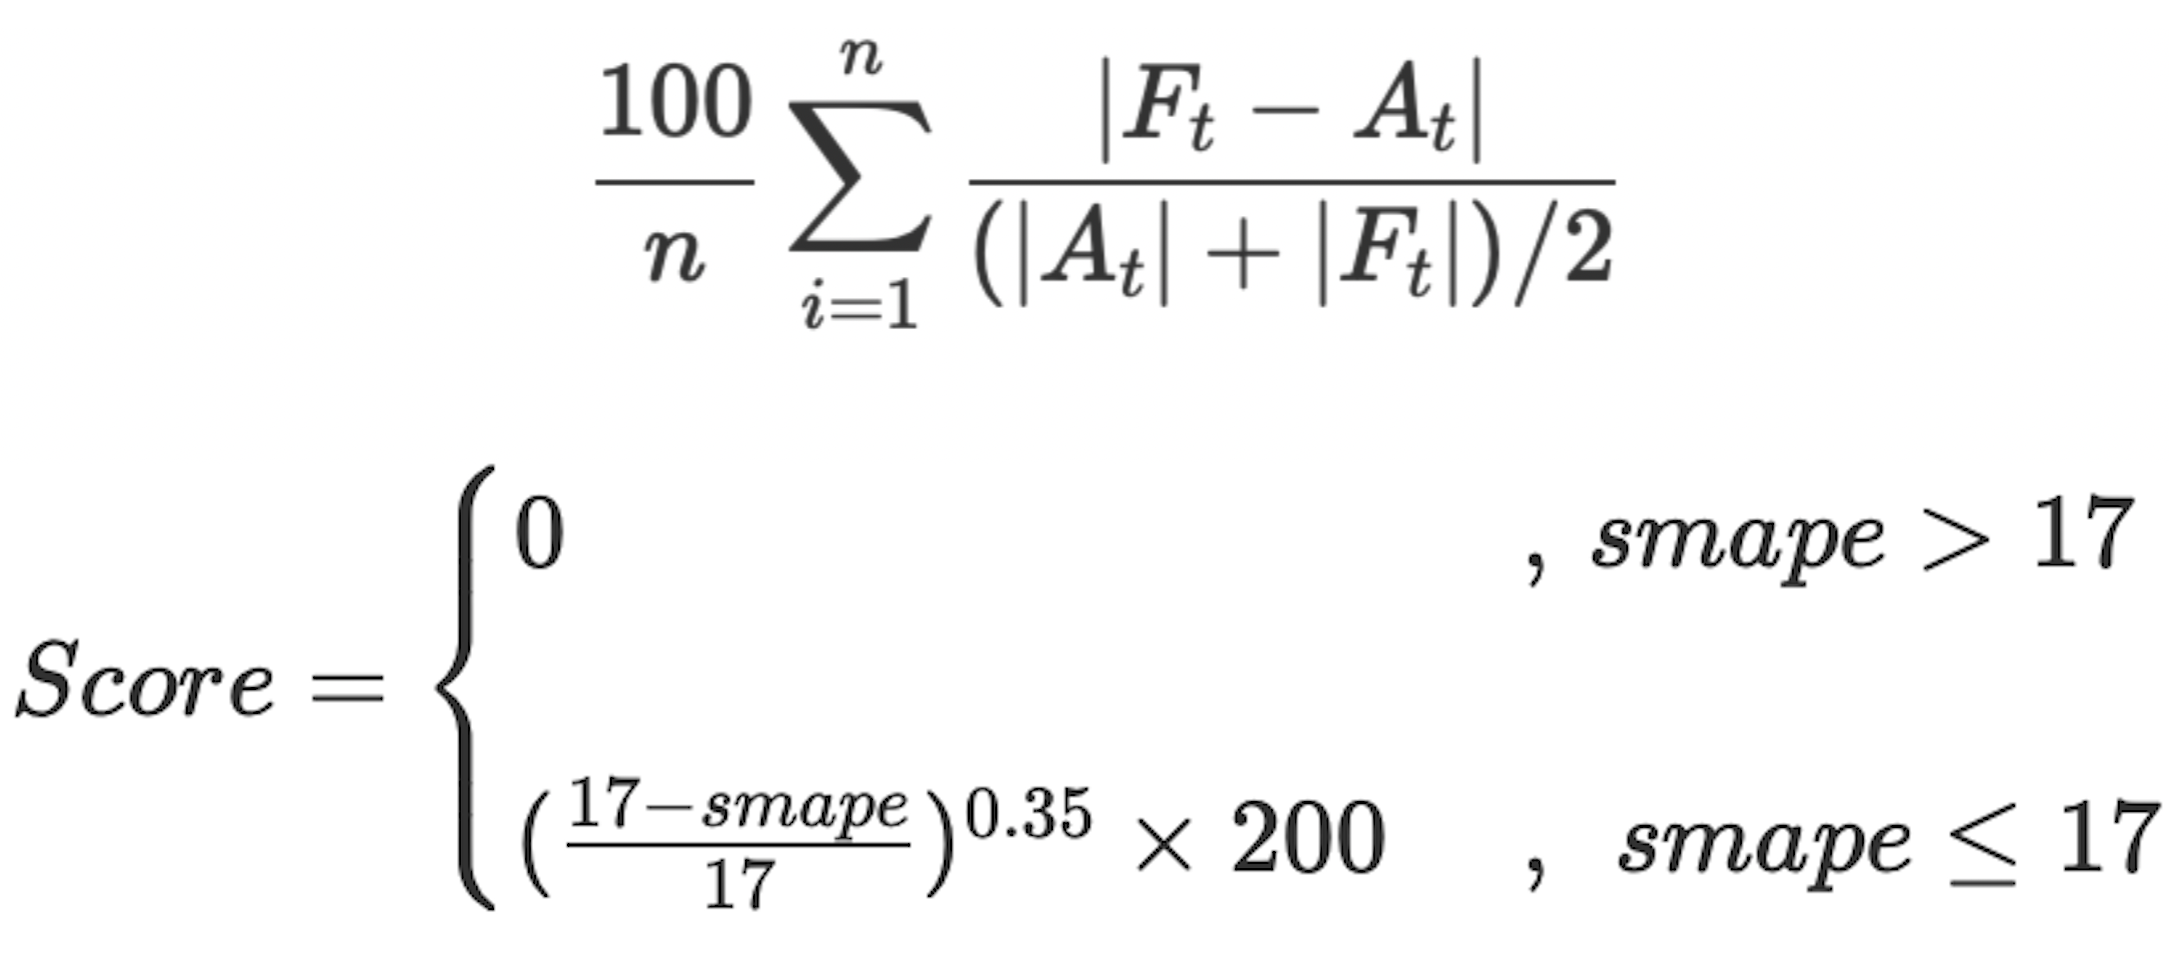 $\frac{100}{n} \sum_{i=1}^{n} \frac{|F_t - A_t|}{(|A_t| + |F_t|)/2}$
$Score = \begin{cases} 0 & , \ smape > 17 \\ (\frac{17-smape}{17})^{0.35} \times 200 & , \ smape \leq 17 \end{cases}$